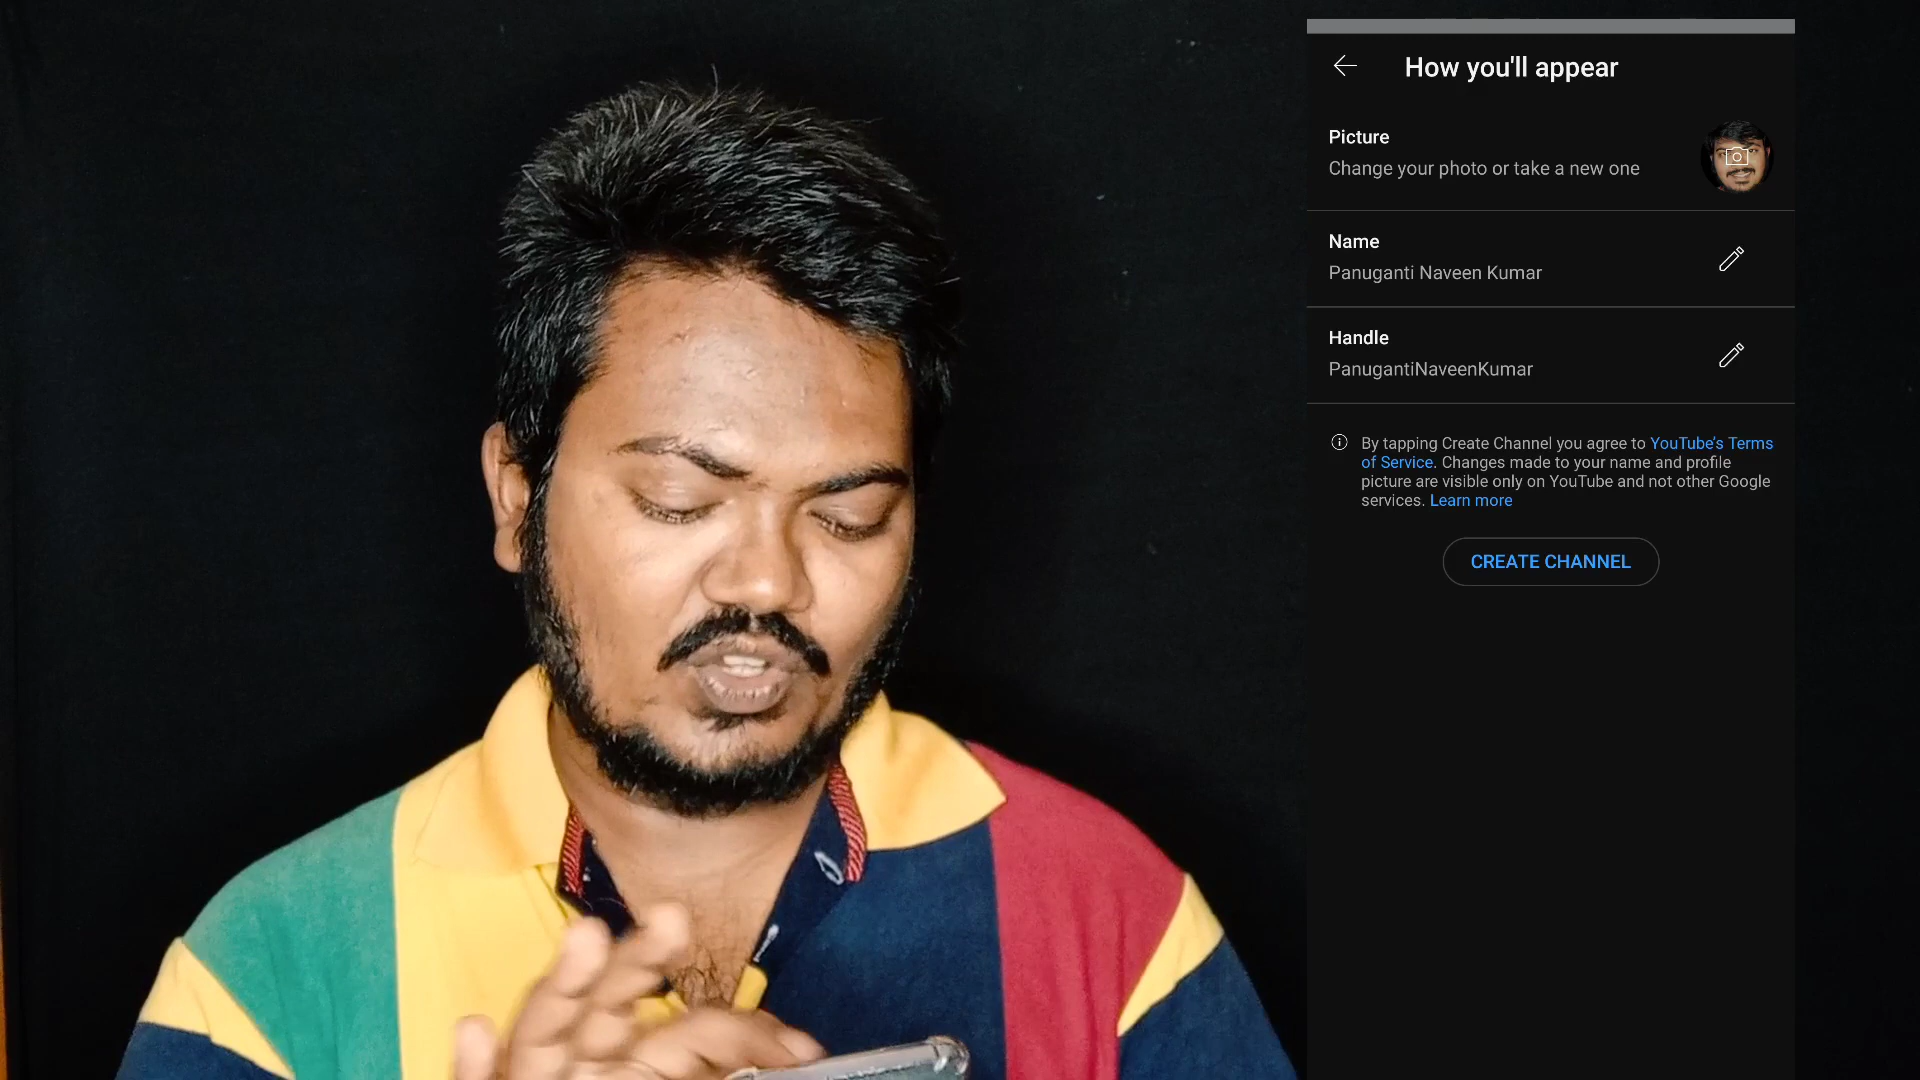 How you'll appear
Picture
Change your photo or take a new one
Name
Panuganti Naveen Kumar
Handle
PanugantiNaveenKumar
By tapping Create Channel you agree to YouTube's Terms
of Service. Changes made to your name and profile
picture are visible only on YouTube and not other Google
services. Learn more
CREATE CHANNEL